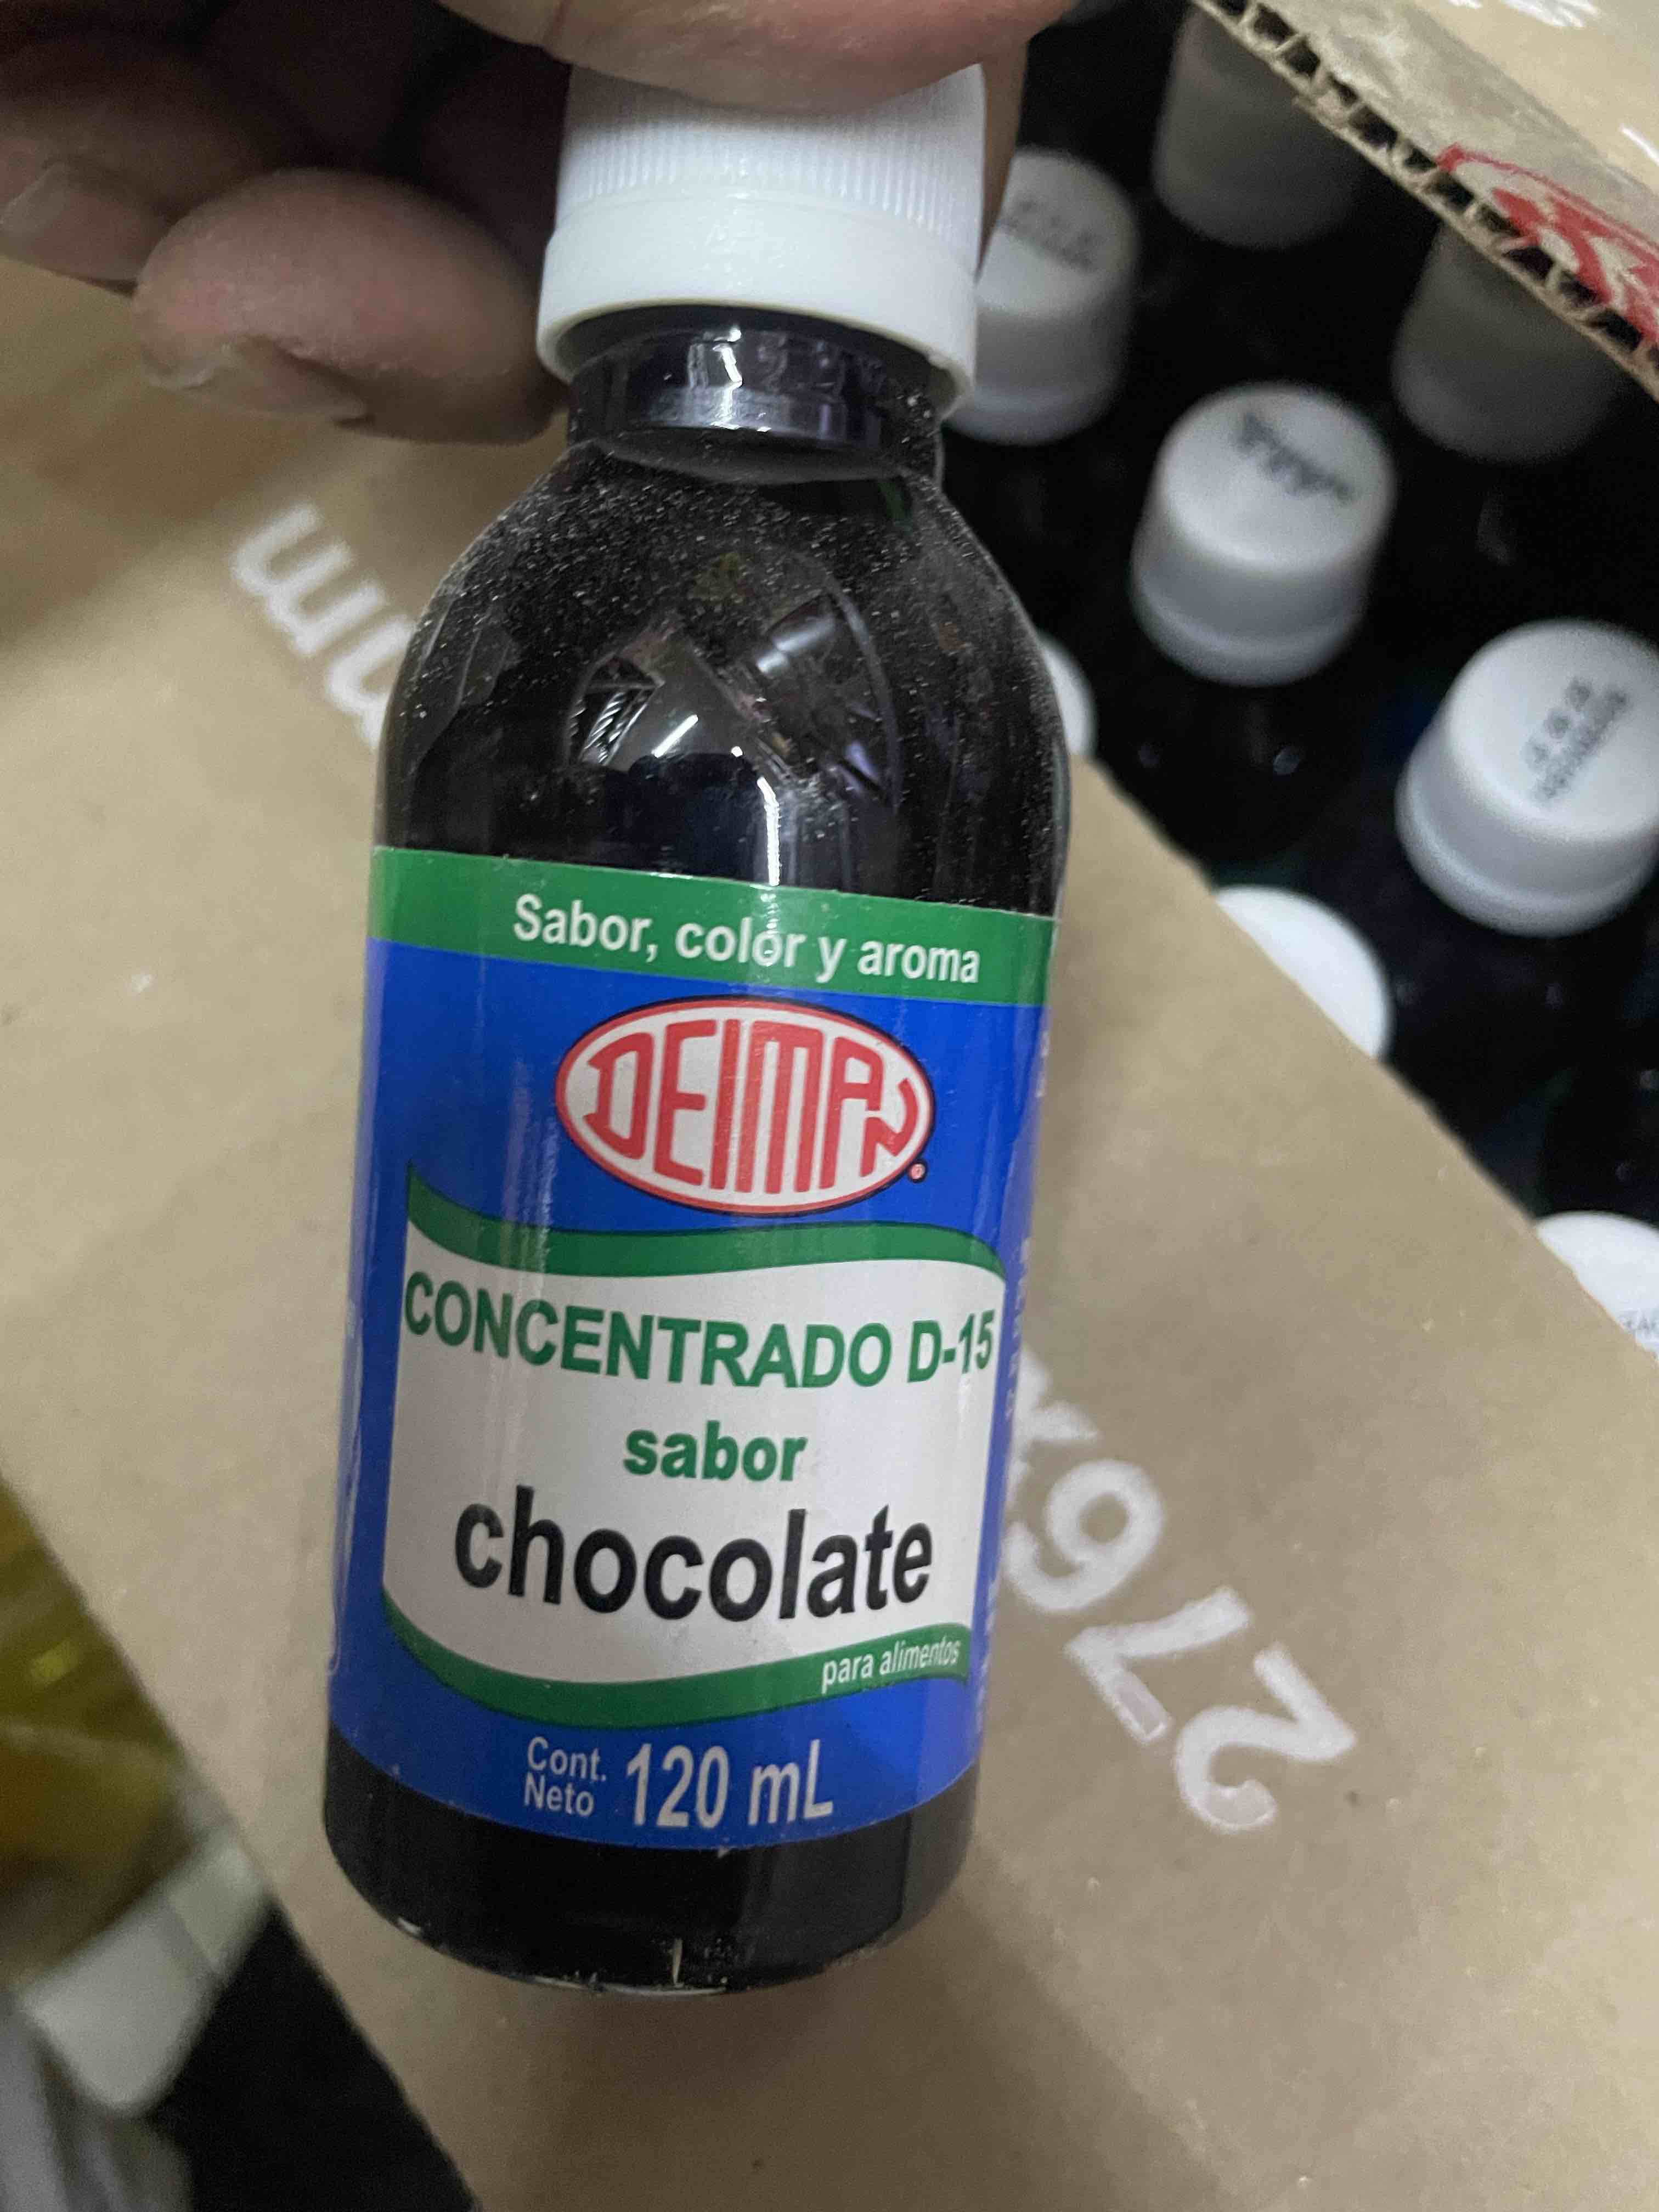 Sabor, color y aroma
DEIMAN
CONCENTRADO D-15
sabor
chocolate
para alimentos
Cont. Neto 120 mL